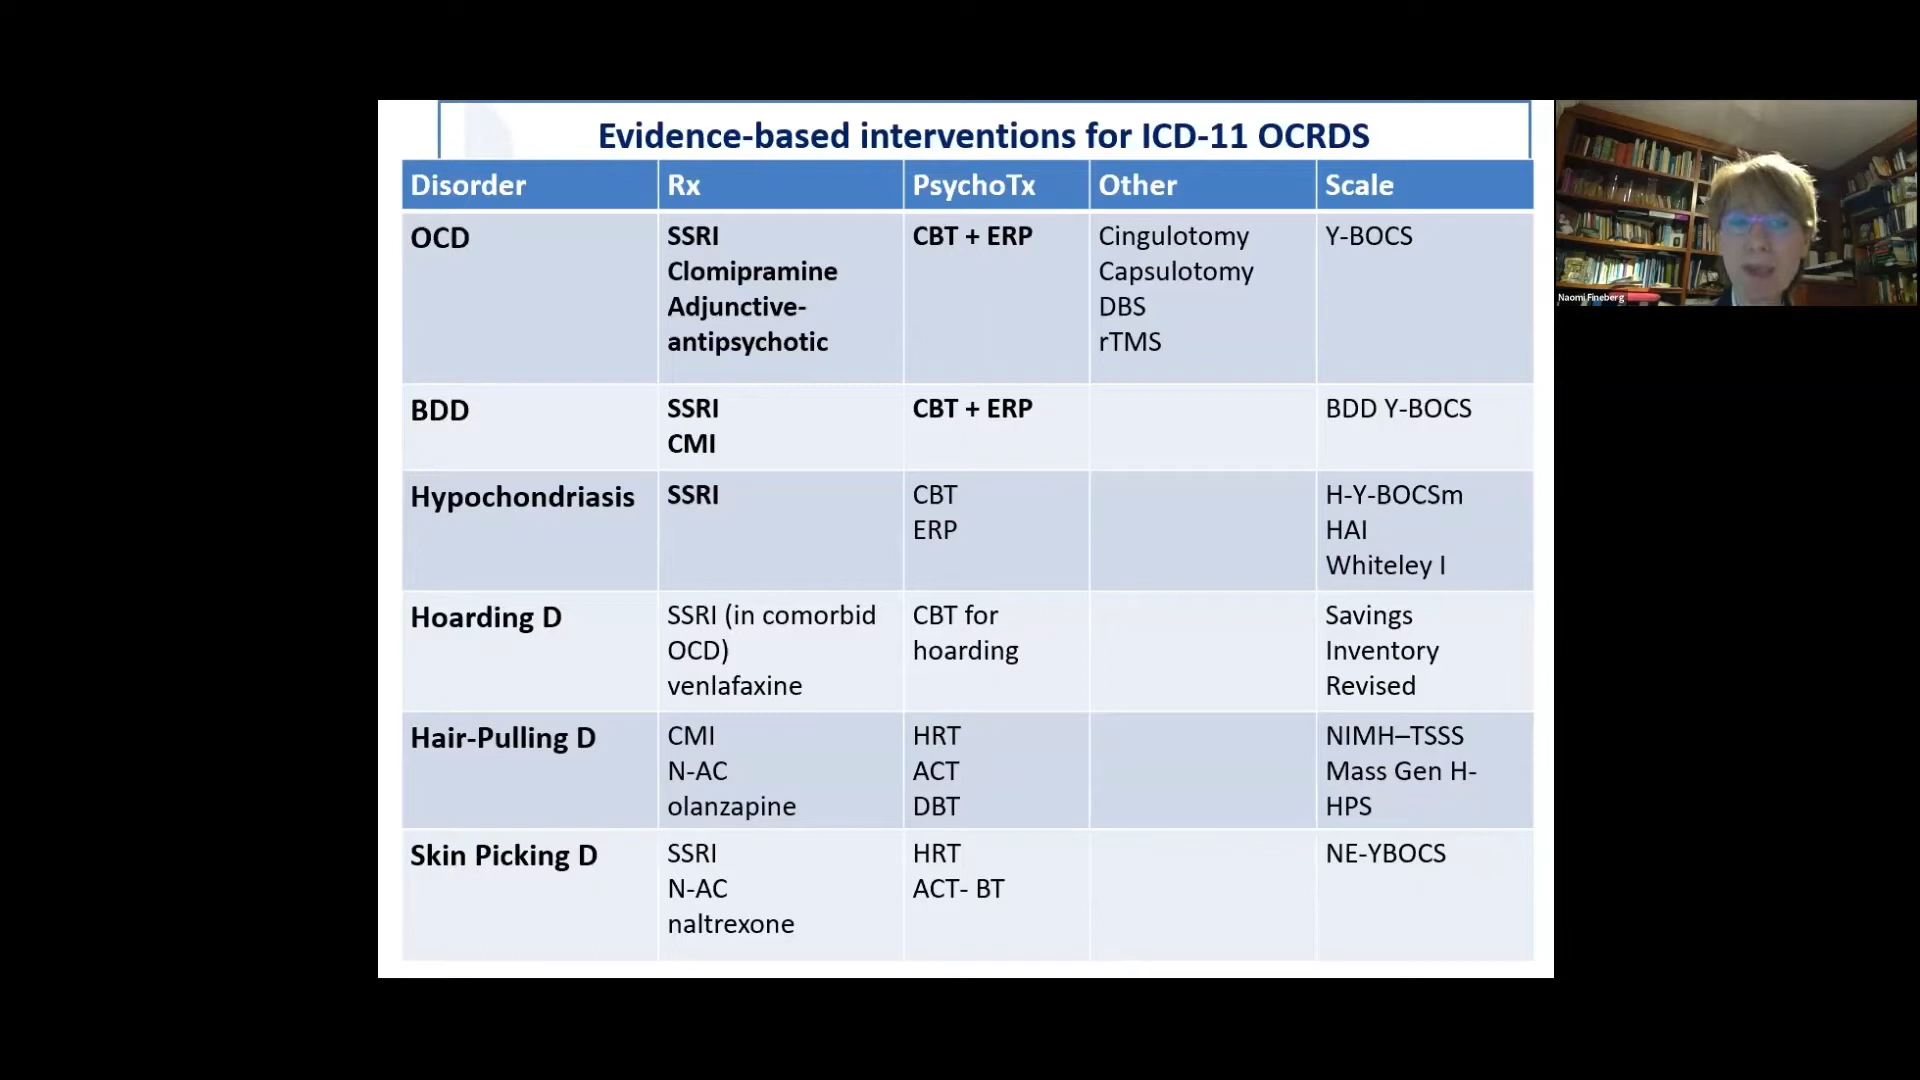 Evidence-based interventions for ICD-11 OCRDS
Disorder Rx PsychoTx Other Scale
OCD
SSRI
Clomipramine
Adjunctive-
antipsychotic
CBT + ERP
Cingulotomy
Capsulotomy
DBS
rTMS
Y-BOCS
BDD
SSRI
CMI
CBT + ERP
BDD Y-BOCS
Hypochondriasis
SSRI
CBT
ERP
H-Y-BOCSm
HAI
Whiteley I
Hoarding D
SSRI (in comorbid
OCD)
venlafaxine
CBT for
hoarding
Savings
Inventory
Revised
Hair-Pulling D
CMI
N-AC
olanzapine
HRT
ACT
DBT
NIMH–TSSS
Mass Gen H-
HPS
Skin Picking D
SSRI
N-AC
naltrexone
HRT
ACT- BT
NE-YBOCS
Naomi Fineberg